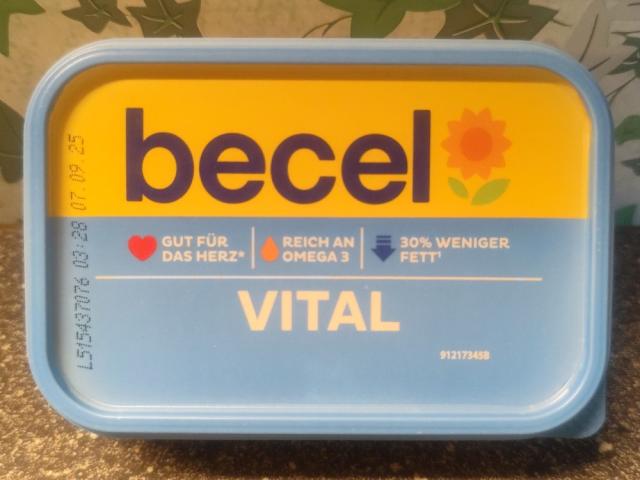 becel
GUT FÜR
DAS HERZ*
REICH AN
OMEGA 3
30% WENIGER
FETT¹
VITAL
91217345B
L515437076 03:28 07.09.25